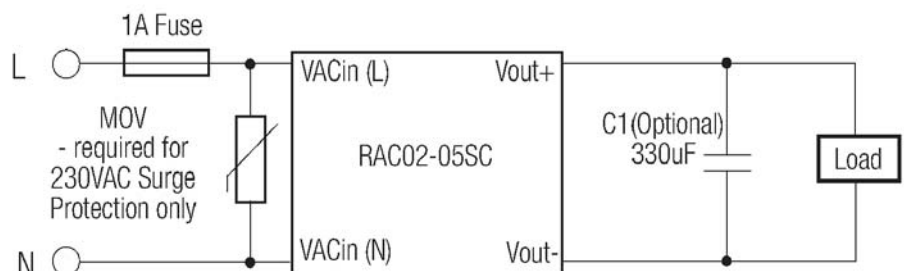 1A Fuse
L
VACin (L)
Vout+
MOV
- required for
230VAC Surge
Protection only
RAC02-05SC
C1(Optional)
330uF
Load
N
VACin (N)
Vout-